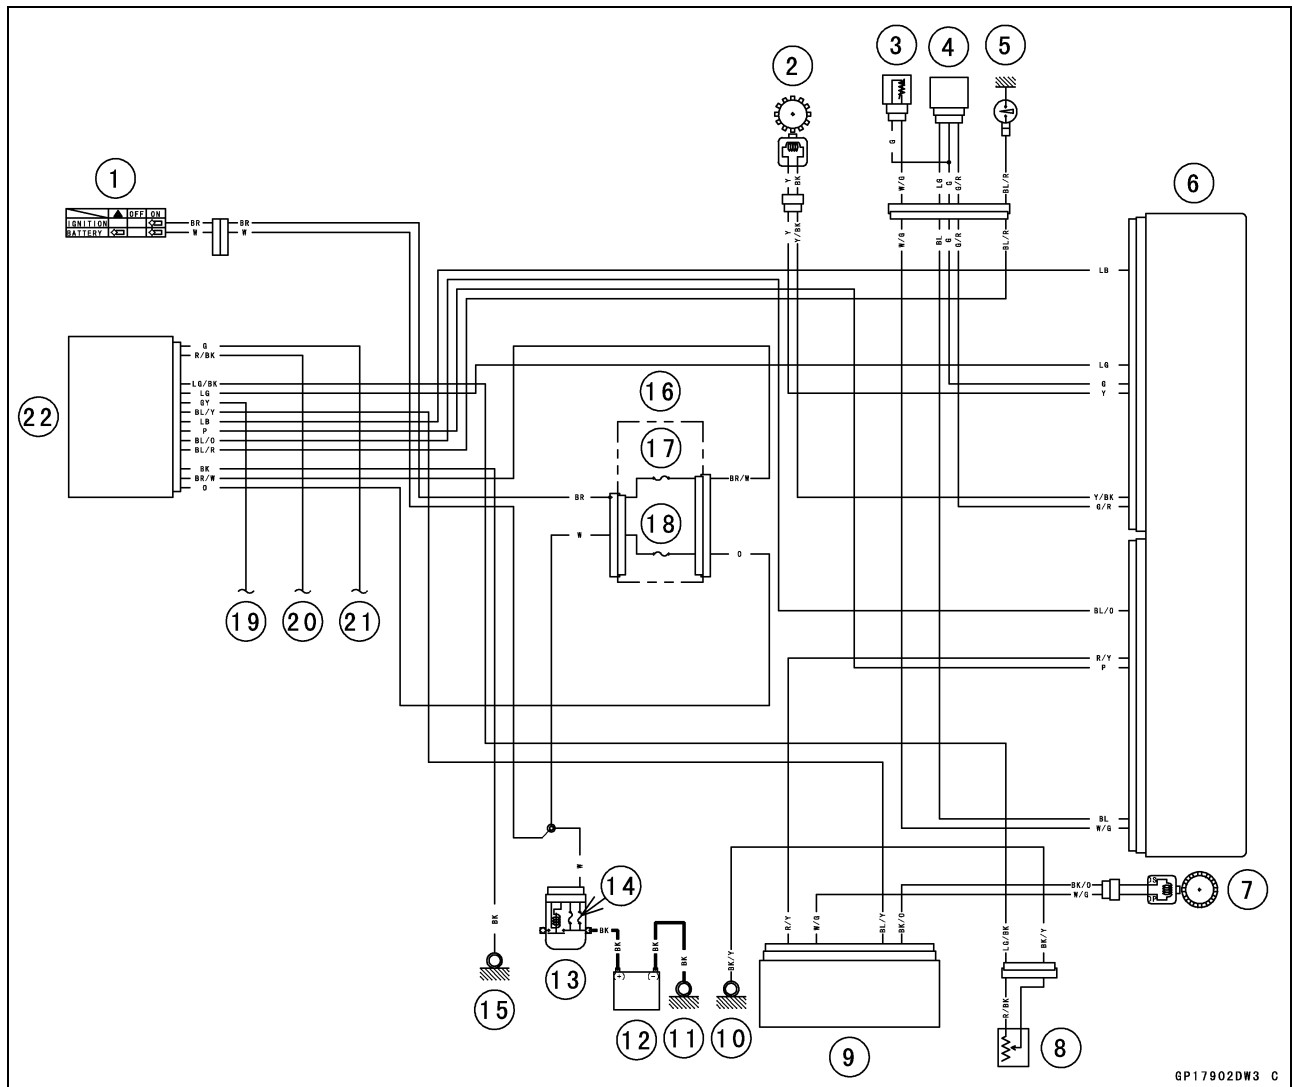 3 4 5
2
1
6
OFF ON
IGNITION
BATTERY
BR BR
W W
G
Y BK
W/G LG G G/R BL/R
Y Y/BK
W/G BL G G/R BL/R
LB
G
R/BK
LG/BK
LG
GY
BL/Y
LB
P
BL/O
BL/R
BK
BR/W
O
22
LG
G
Y
16
17
BR BR/W
18
W O
Y/BK
G/R
19 20 21
BL/O
R/Y
P
BL
W/G
W
14
BK/O
W/G
OS
OP
7
BK
R/Y W/G BL/Y BK/O
LG/BK BK/Y
BK BK BK BK
BK/Y
(+) (-)
13
15
12 11 10
9
R/BK
8
GP17902DW3 C